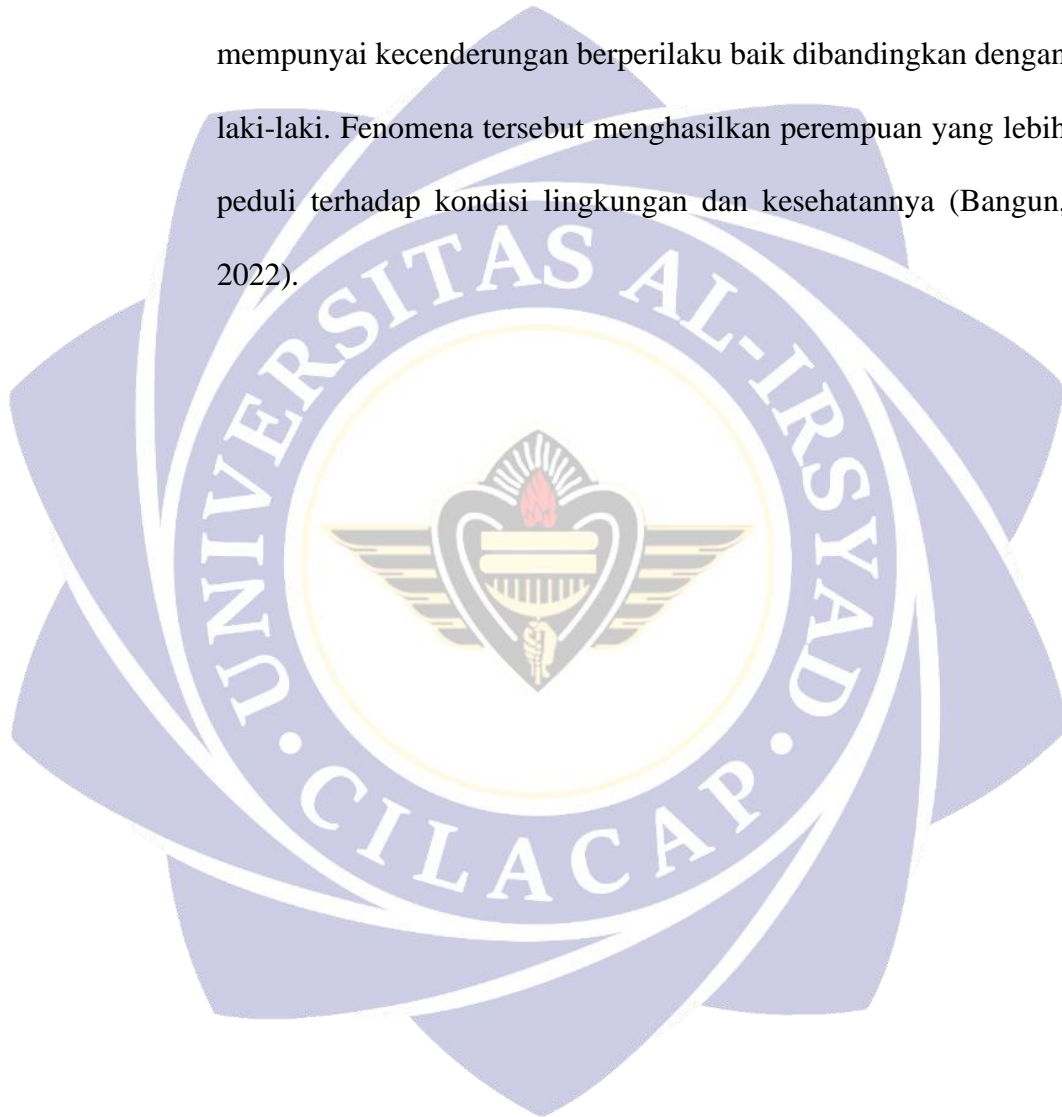 mempunyai kecenderungan berperilaku baik dibandingkan dengan
laki-laki. Fenomena tersebut menghasilkan perempuan yang lebih
peduli terhadap kondisi lingkungan dan kesehatannya (Bangun,
2022).
UNIVERSITAS AL-IRSYAD
• CILACAP •